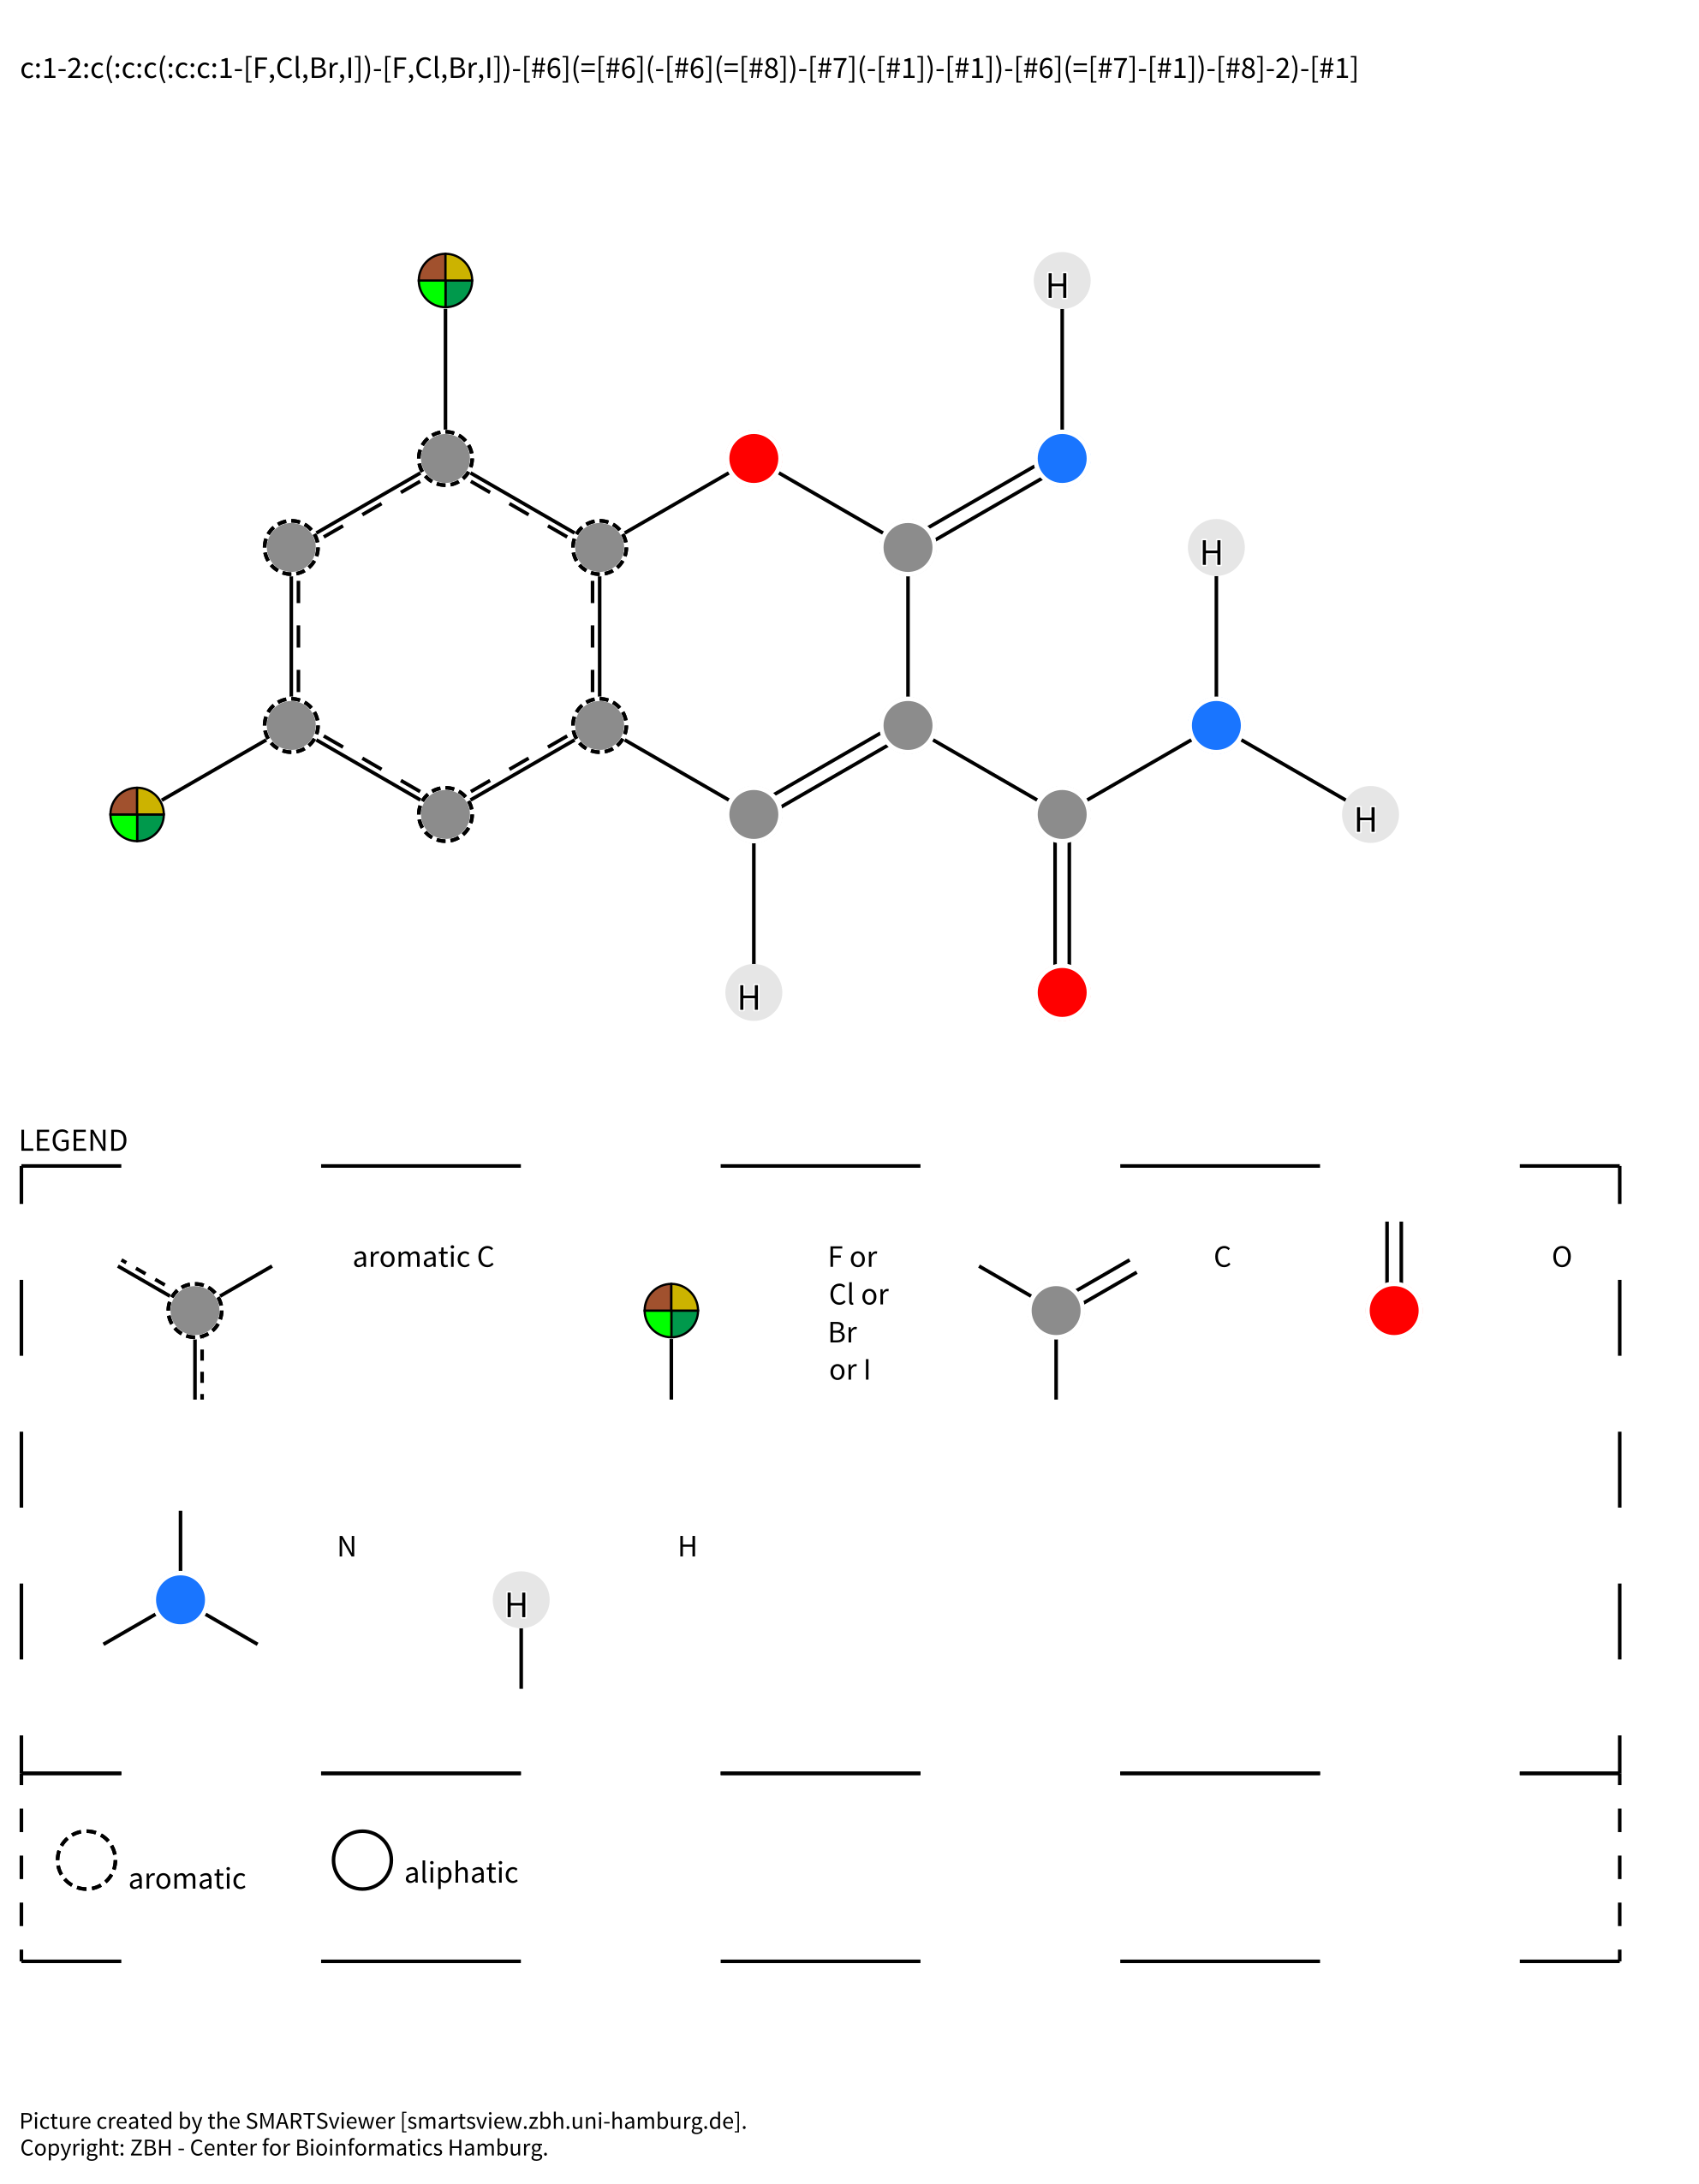 c:1-2:c(:c:c(:c:c:1-[F,Cl,Br,I])-[F,Cl,Br,I])-[#6](=[#6](-[#6](=[#8])-[#7](-[#1])-[#1])-[#6](=[#7]-[#1])-[#8]-2)-[#1]
H
H
H
H
LEGEND
aromatic C
F or
Cl or
Br
or I
C
O
N
H
H
aromatic
aliphatic
Picture created by the SMARTSviewer [smartsview.zbh.uni-hamburg.de].
Copyright: ZBH - Center for Bioinformatics Hamburg.